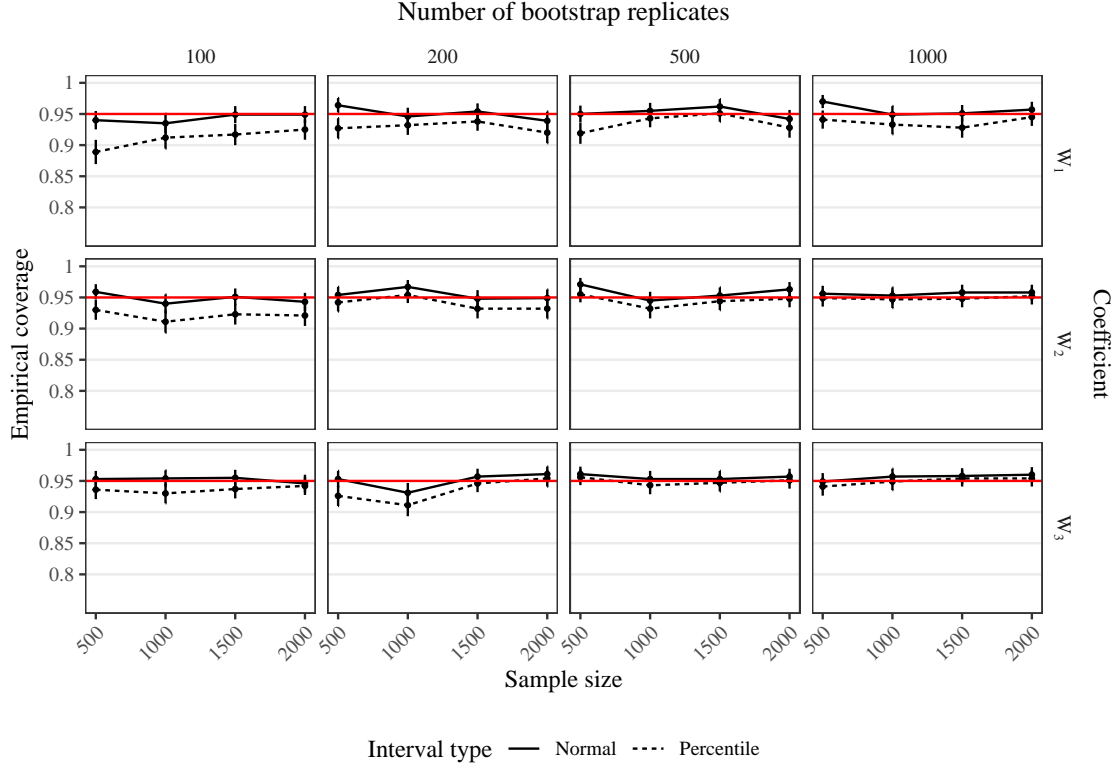 Number of bootstrap replicates
100 200 500 1000
1
0.95
0.9
0.85
0.8
W1
1
0.95
0.9
0.85
0.8
W2
1
0.95
0.9
0.85
0.8
W3
Empirical coverage
Coefficient
500 1000 1500 2000 500 1000 1500 2000 500 1000 1500 2000 500 1000 1500 2000
Sample size
Interval type Normal Percentile